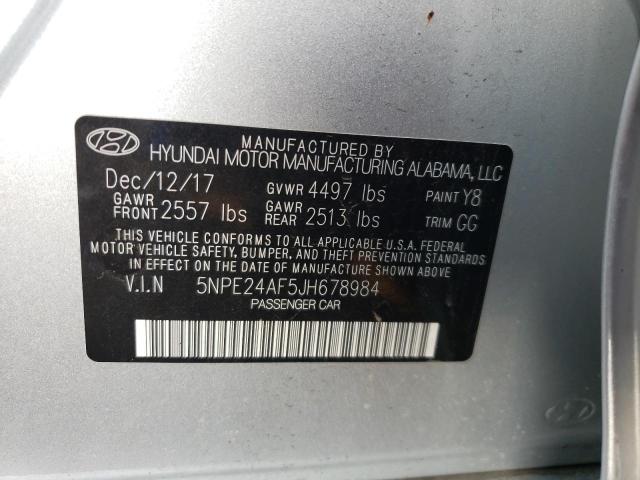 MANUFACTURED BY
HYUNDAI MOTOR MANUFACTURING ALABAMA, LLC
Dec/12/17 GVWR 4497 lbs PAINT Y8
GAWR FRONT 2557 lbs GAWR REAR 2513 lbs TRIM GG
THIS VEHICLE CONFORMS TO ALL APPLICABLE U.S.A. FEDERAL
MOTOR VEHICLE SAFETY, BUMPER, AND THEFT PREVENTION
STANDARDS IN EFFECT ON THE DATE OF MANUFACTURE SHOWN ABOVE.
V.I.N 5NPE24AF5JH678984
PASSENGER CAR